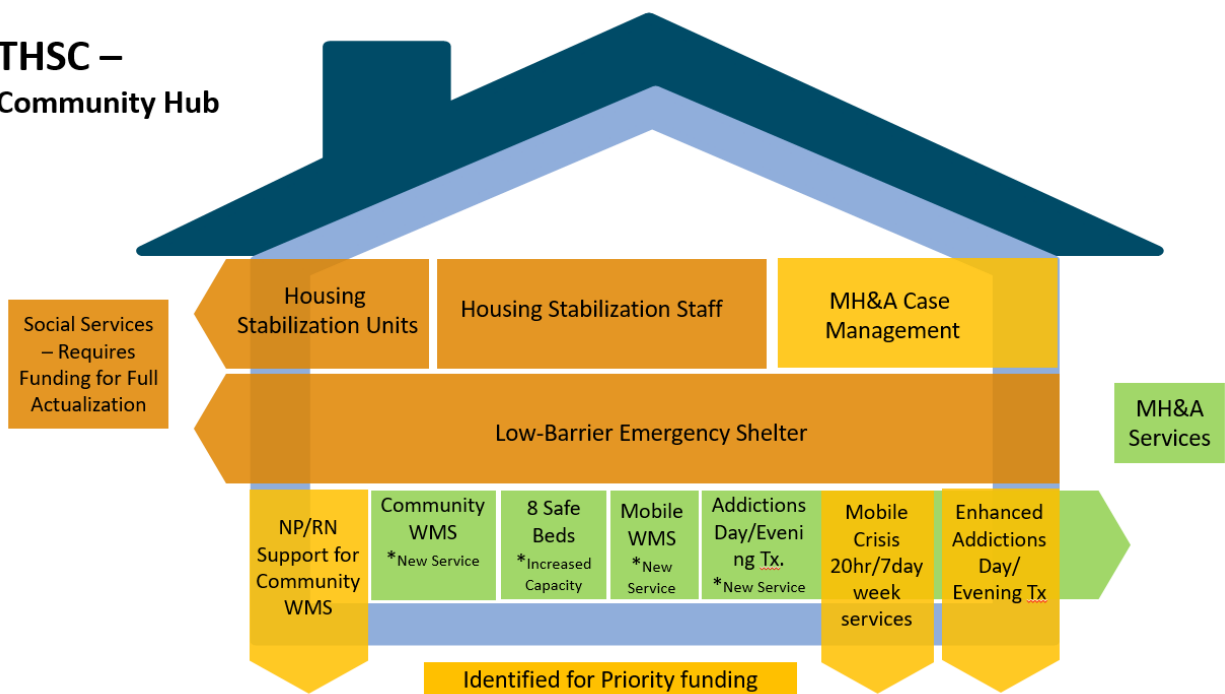 THSC –
Community Hub
Housing
Stabilization Units
Housing Stabilization Staff
MH&A Case
Management
Social Services
– Requires
Funding for Full
Actualization
Low-Barrier Emergency Shelter
MH&A
Services
NP/RN
Support for
Community
WMS
Community
WMS
*New Service
8 Safe
Beds
*Increased
Capacity
Mobile
WMS
*New
Service
Addictions
Day/Eveni
ng Tx.
*New Service
Mobile
Crisis
20hr/7day
week
services
Enhanced
Addictions
Day/
Evening Tx
Identified for Priority funding